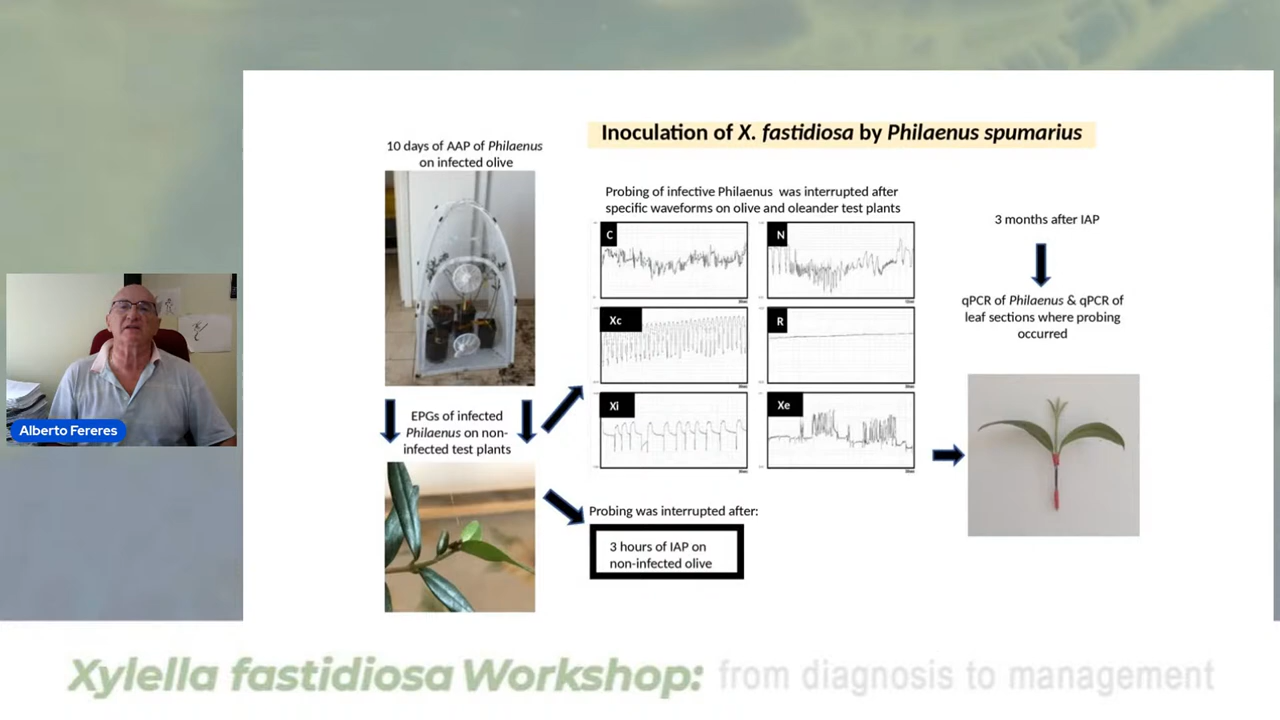 Inoculation of X. fastidiosa by Philaenus spumarius
10 days of AAP of Philaenus
on infected olive
Probing of infective Philaenus was interrupted after
specific waveforms on olive and oleander test plants
C
N
Xc
R
Xi
Xe
3 months after IAP
qPCR of Philaenus & qPCR of
leaf sections where probing
occurred
EPGs of infected
Philaenus on non-
infected test plants
Probing was interrupted after:
3 hours of IAP on
non-infected olive
Alberto Fereres
Xylella fastidiosa Workshop: from diagnosis to management